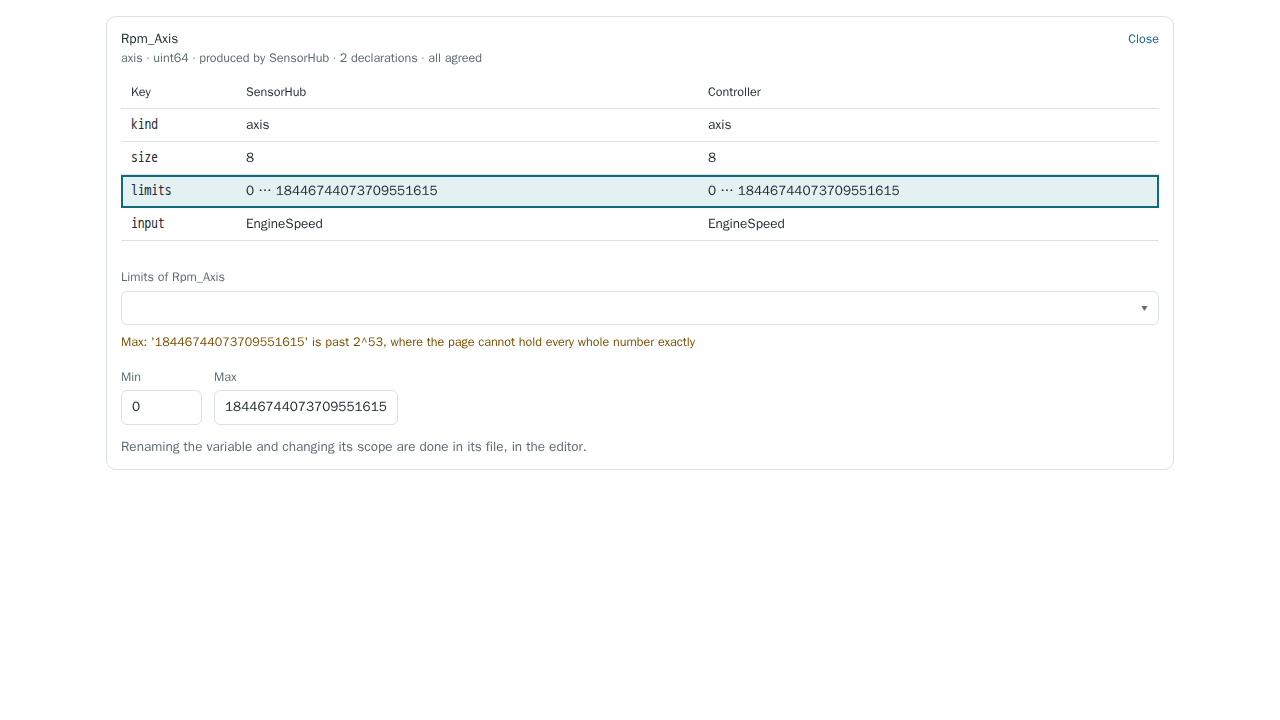 Rpm_Axis
Close
axis · uint64 · produced by SensorHub · 2 declarations · all agreed
Key SensorHub Controller
kind axis axis
size 8 8
limits 0 ··· 18446744073709551615 0 ··· 18446744073709551615
input EngineSpeed EngineSpeed
Limits of Rpm_Axis
Max: '18446744073709551615' is past 2^53, where the page cannot hold every whole number exactly
Min Max
0 18446744073709551615
Renaming the variable and changing its scope are done in its file, in the editor.